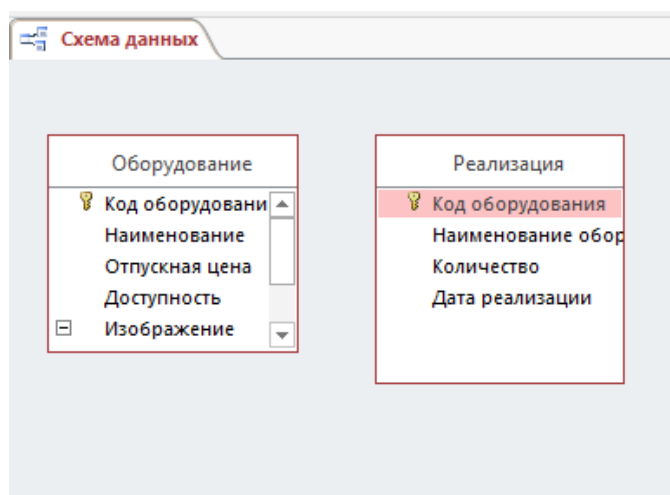 Схема данных
Оборудование
Код оборудовани
Наименование
Отпускная цена
Доступность
Изображение
Реализация
Код оборудования
Наименование обор
Количество
Дата реализации